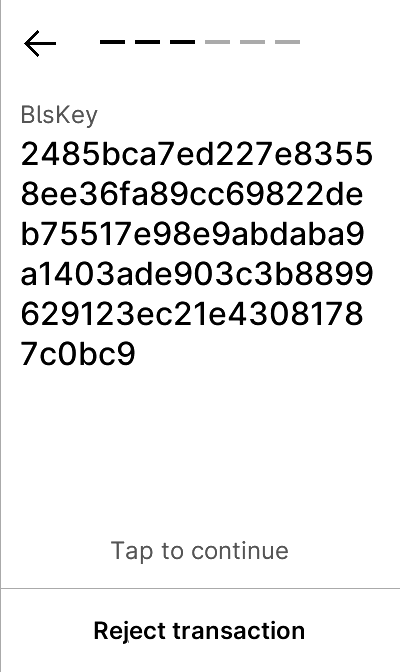 BlsKey
2485bca7ed227e8355
8ee36fa89cc69822de
b75517e98e9abdaba9
a1403ade903c3b8899
629123ec21e4308178
7c0bc9
Tap to continue
Reject transaction